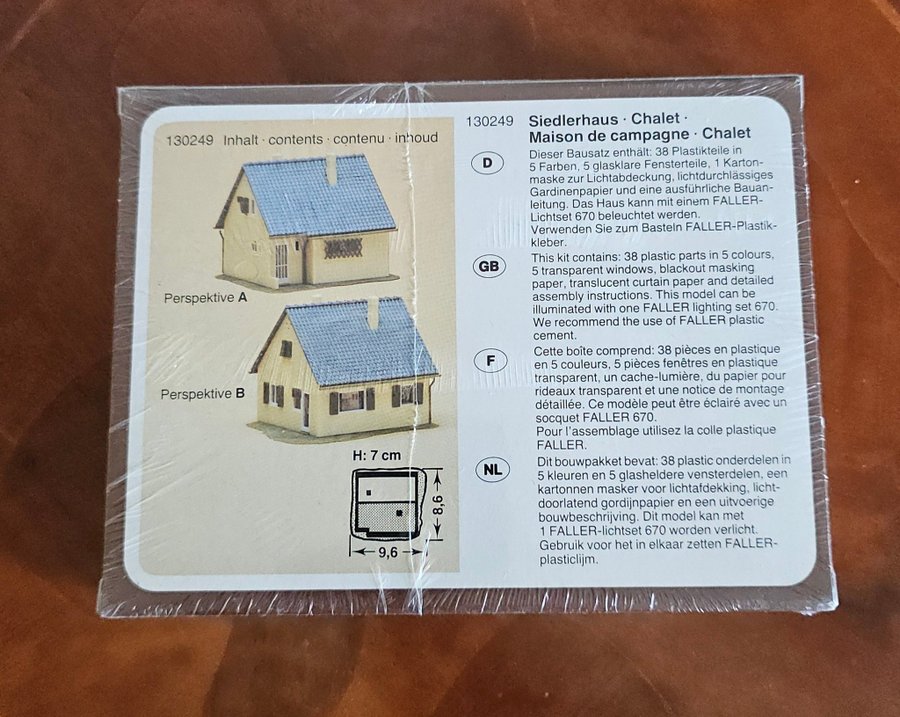 130249 Inhalt · contents · contenu · inhoud
Perspektive A
Perspektive B
H: 7 cm
8,6
9,6
130249 Siedlerhaus · Chalet ·
Maison de campagne · Chalet
D
Dieser Bausatz enthält: 38 Plastikteile in
5 Farben, 5 glasklare Fensterteile, 1 Karton-
maske zur Lichtabdeckung, lichtdurchlässiges
Gardinenpapier und eine ausführliche Bauan-
leitung. Das Haus kann mit einem FALLER-
Lichtset 670 beleuchtet werden.
Verwenden Sie zum Basteln FALLER-Plastik-
kleber.
GB
This kit contains: 38 plastic parts in 5 colours,
5 transparent windows, blackout masking
paper, translucent curtain paper and detailed
assembly instructions. This model can be
illuminated with one FALLER lighting set 670.
We recommend the use of FALLER plastic
cement.
F
Cette boîte comprend: 38 pièces en plastique
en 5 couleurs, 5 pièces fenêtres en plastique
transparent, un cache-lumière, du papier pour
rideaux transparent et une notice de montage
détaillée. Ce modèle peut être éclairé avec un
socquet FALLER 670.
Pour l'assemblage utilisez la colle plastique
FALLER.
NL
Dit bouwpakket bevat: 38 plastic onderdelen in
5 kleuren en 5 glasheldere vensterdelen, een
kartonnen masker voor lichtafdekking, licht-
doorlatend gordijnpapier en een uitvoerige
bouwbeschrijving. Dit model kan met
1 FALLER-lichtset 670 worden verlicht.
Gebruik voor het in elkaar zetten FALLER-
plasticlijm.